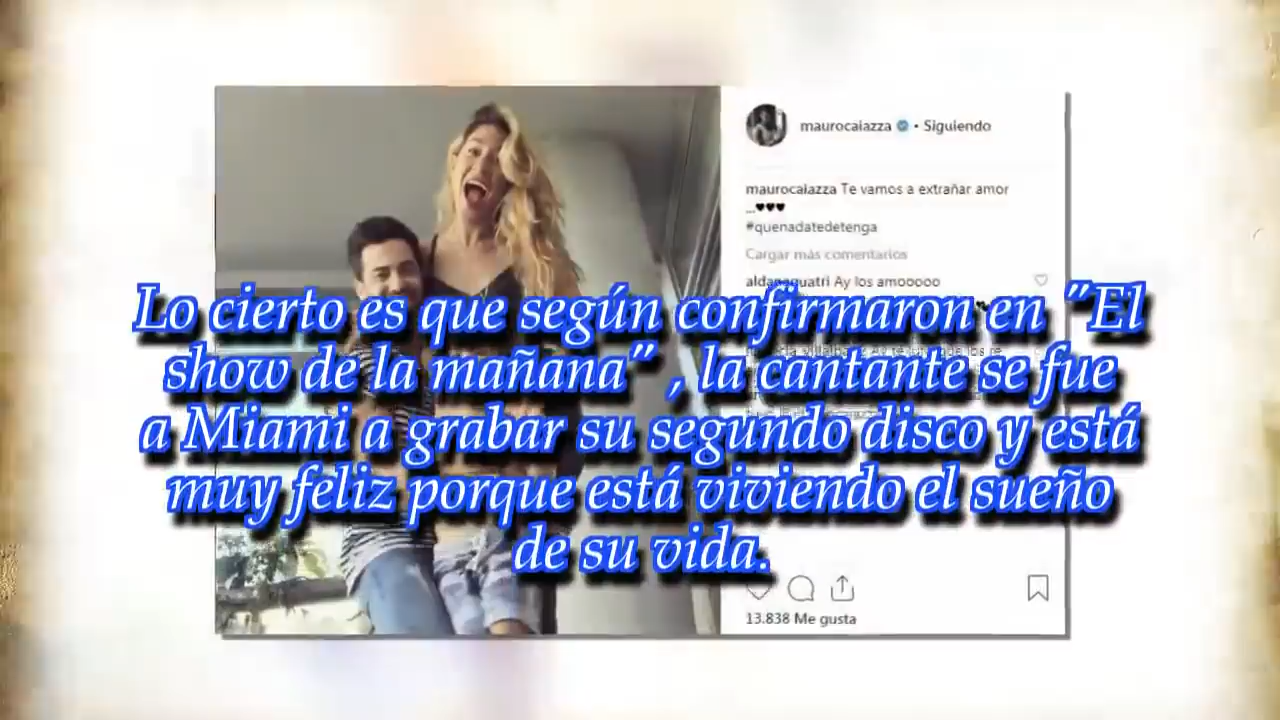 maurocaiazza • Siguiendo
maurocaiazza Te vamos a extrañar amor
...♥♥♥
#quenadatedetenga
Cargar más comentarios
Ay los amooooo
Lo cierto es que según confirmaron en "El
show de la mañana" , la cantante se fue
a Miami a grabar su segundo disco y está
muy feliz porque está viviendo el sueño
de su vida.
13.838 Me gusta